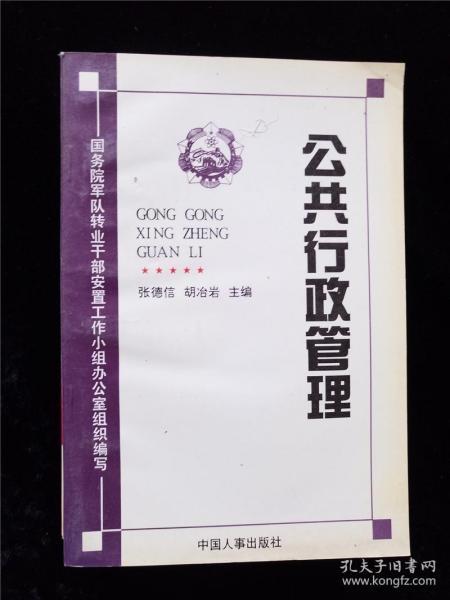 公共行政管理
GONG GONG
XING ZHENG
GUAN LI
★★★★★
张德信 胡冶岩 主编
国务院军队转业干部安置工作小组办公室组织编写
中国人事出版社
孔夫子旧书网
www.kongfz.com